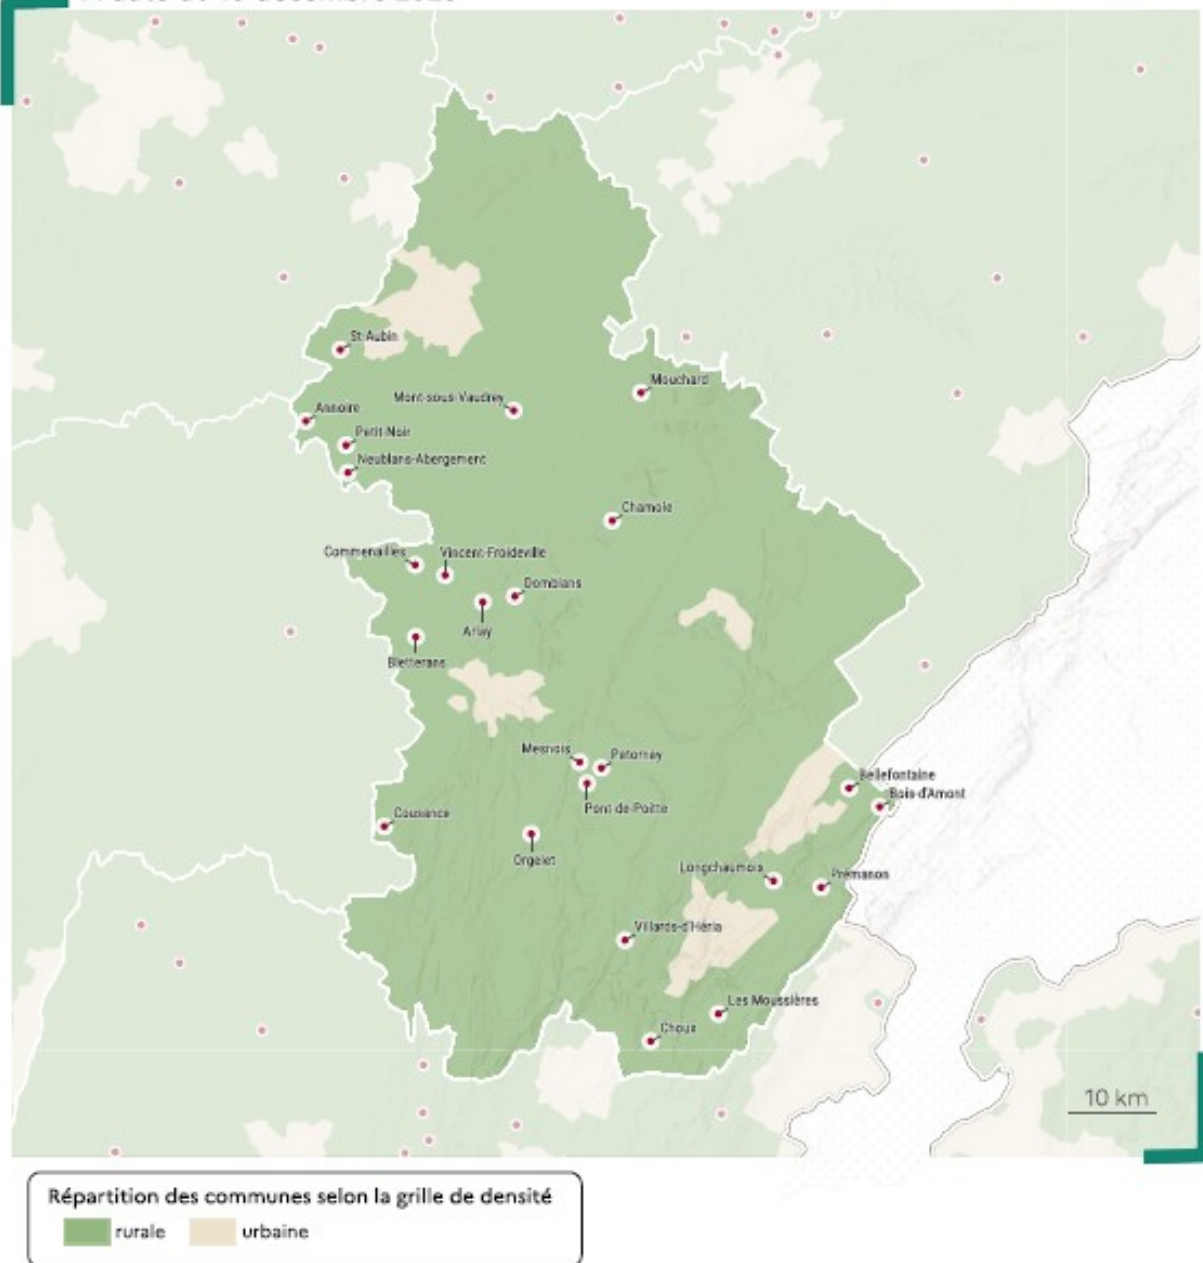 St-Aubin
Mouchard
Mont-sous-Vaudrey
Annoire
Petit-Noir
Neublans-Abergement
Chamole
Commenailles
Vincent-Froideville
Domblans
Arlay
Bletterans
Mesnois
Patornay
Bellefontaine
Bois-d'Amont
Pont-de-Poitte
Cousance
Orgelet
Longchaumois
Prémanon
Villards-d'Héria
Les Moussières
Choux
10 km
Répartition des communes selon la grille de densité
rurale urbaine